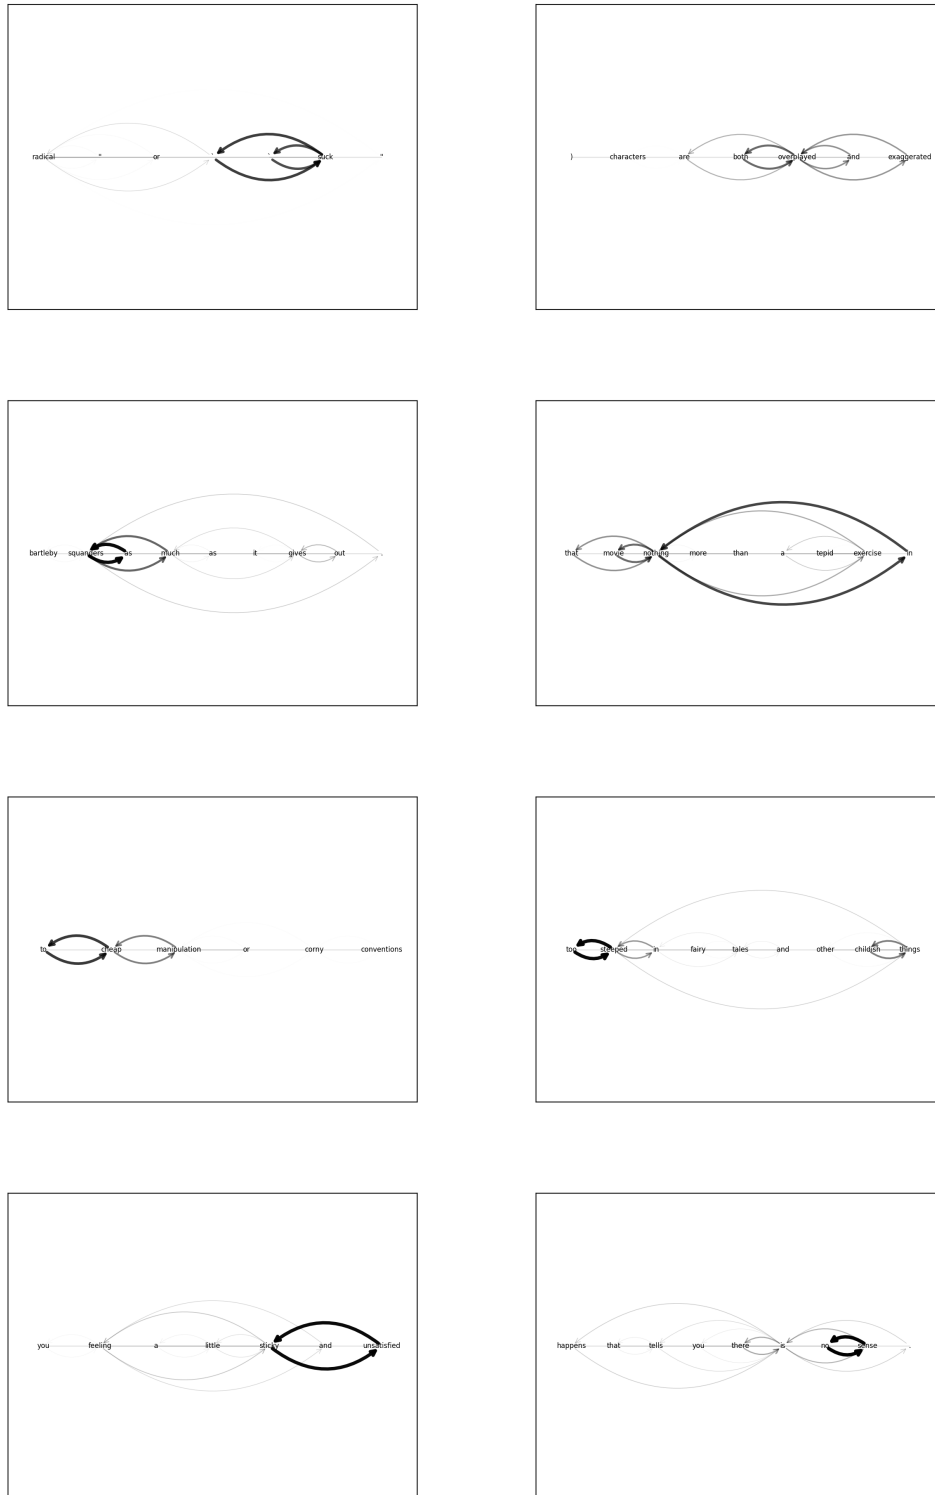 radical " or ' ' suck "
) characters are both overplayed and exaggerated
bartleby squanders as much as it gives out .
that movie nothing more than a tepid exercise in
to cheap manipulation or corny conventions
too steeped in fairy tales and other childish things
you feeling a little sticky and unsatisfied
happens that tells you there is no sense .